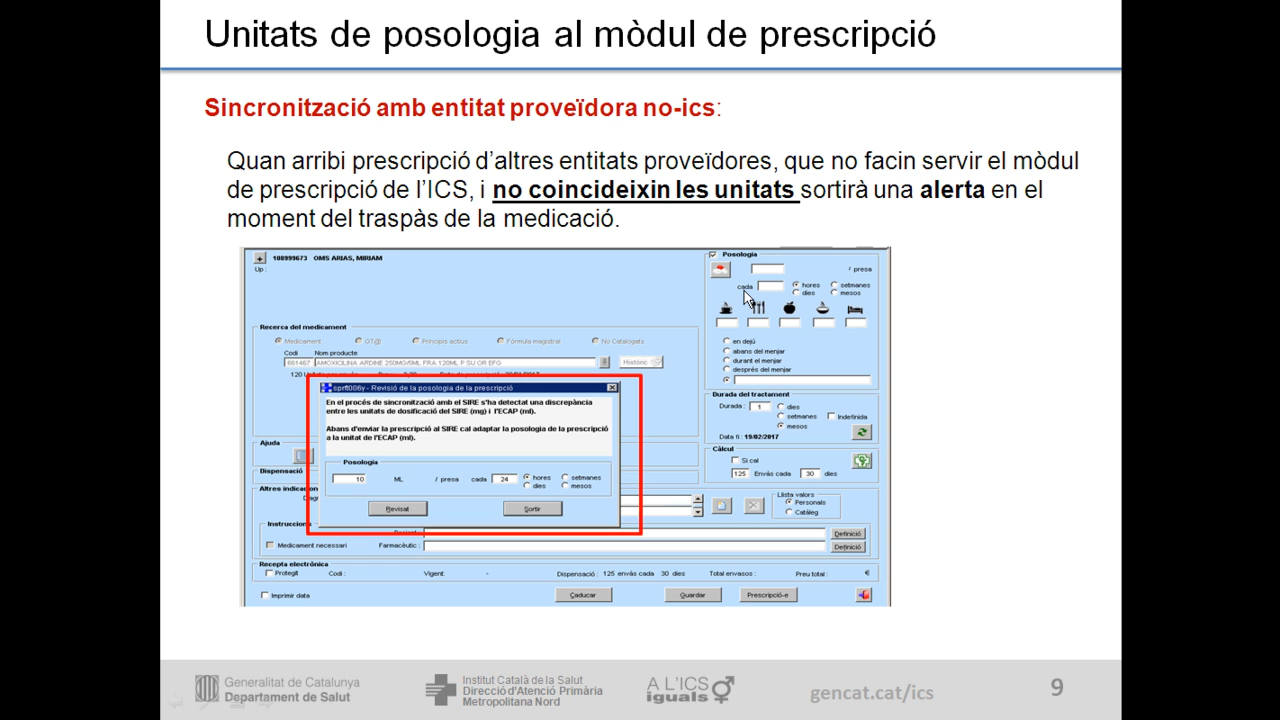 Unitats de posologia al mòdul de prescripció
Sincronització amb entitat proveïdora no-ics:
Quan arribi prescripció d'altres entitats proveïdores, que no facin servir el mòdul
de prescripció de l'ICS, i no coincideixin les unitats sortirà una alerta en el
moment del traspàs de la medicació.
108999673 OMS ARIAS, MIRIAM
Up :
Posologia
/ presa
cada
hores
setmanes
dies
mesos
en dejú
abans del menjar
durant el menjar
després del menjar
Recerca del medicament
Medicament
GT@
Principis actius
Fórmula magistral
No Catalogats
Codi Nom producte
661467 AMOXICILINA ARDINE 250MG/5ML FRA 120ML P SU OR EFG
Històric
Durada del tractament
Durada : 1
dies
setmanes
mesos
Indefinida
Data fi : 19/02/2017
Càlcul
Si cal
125 Envàs cada 30 dies
sprfl006y - Revisió de la posologia de la prescripció
En el procés de sincronització amb el SIRE s'ha detectat una discrepància
entre les unitats de dosificació del SIRE (mg) i l'ECAP (ml).
Abans d'enviar la prescripció al SIRE cal adaptar la posologia de la prescripció
a la unitat de l'ECAP (ml).
Posologia
10 ML / presa cada 24
hores
setmanes
dies
mesos
Revisat
Sortir
Ajuda
Dispensació
Altres indicacion
Llista valors
Personals
Catàleg
Instruccions
Definició
Medicament necessari
Farmacèutic :
Definició
Recepta electrònica
Protegit Codi : Vigent: - Dispensació : 125 envàs cada 30 dies Total envasos : Preu total : €
Imprimir data
Caducar
Guardar
Prescripció-e
Generalitat de Catalunya
Departament de Salut
Institut Català de la Salut
Direcció d'Atenció Primària
Metropolitana Nord
A L'ICS
iguals
gencat.cat/ics
9